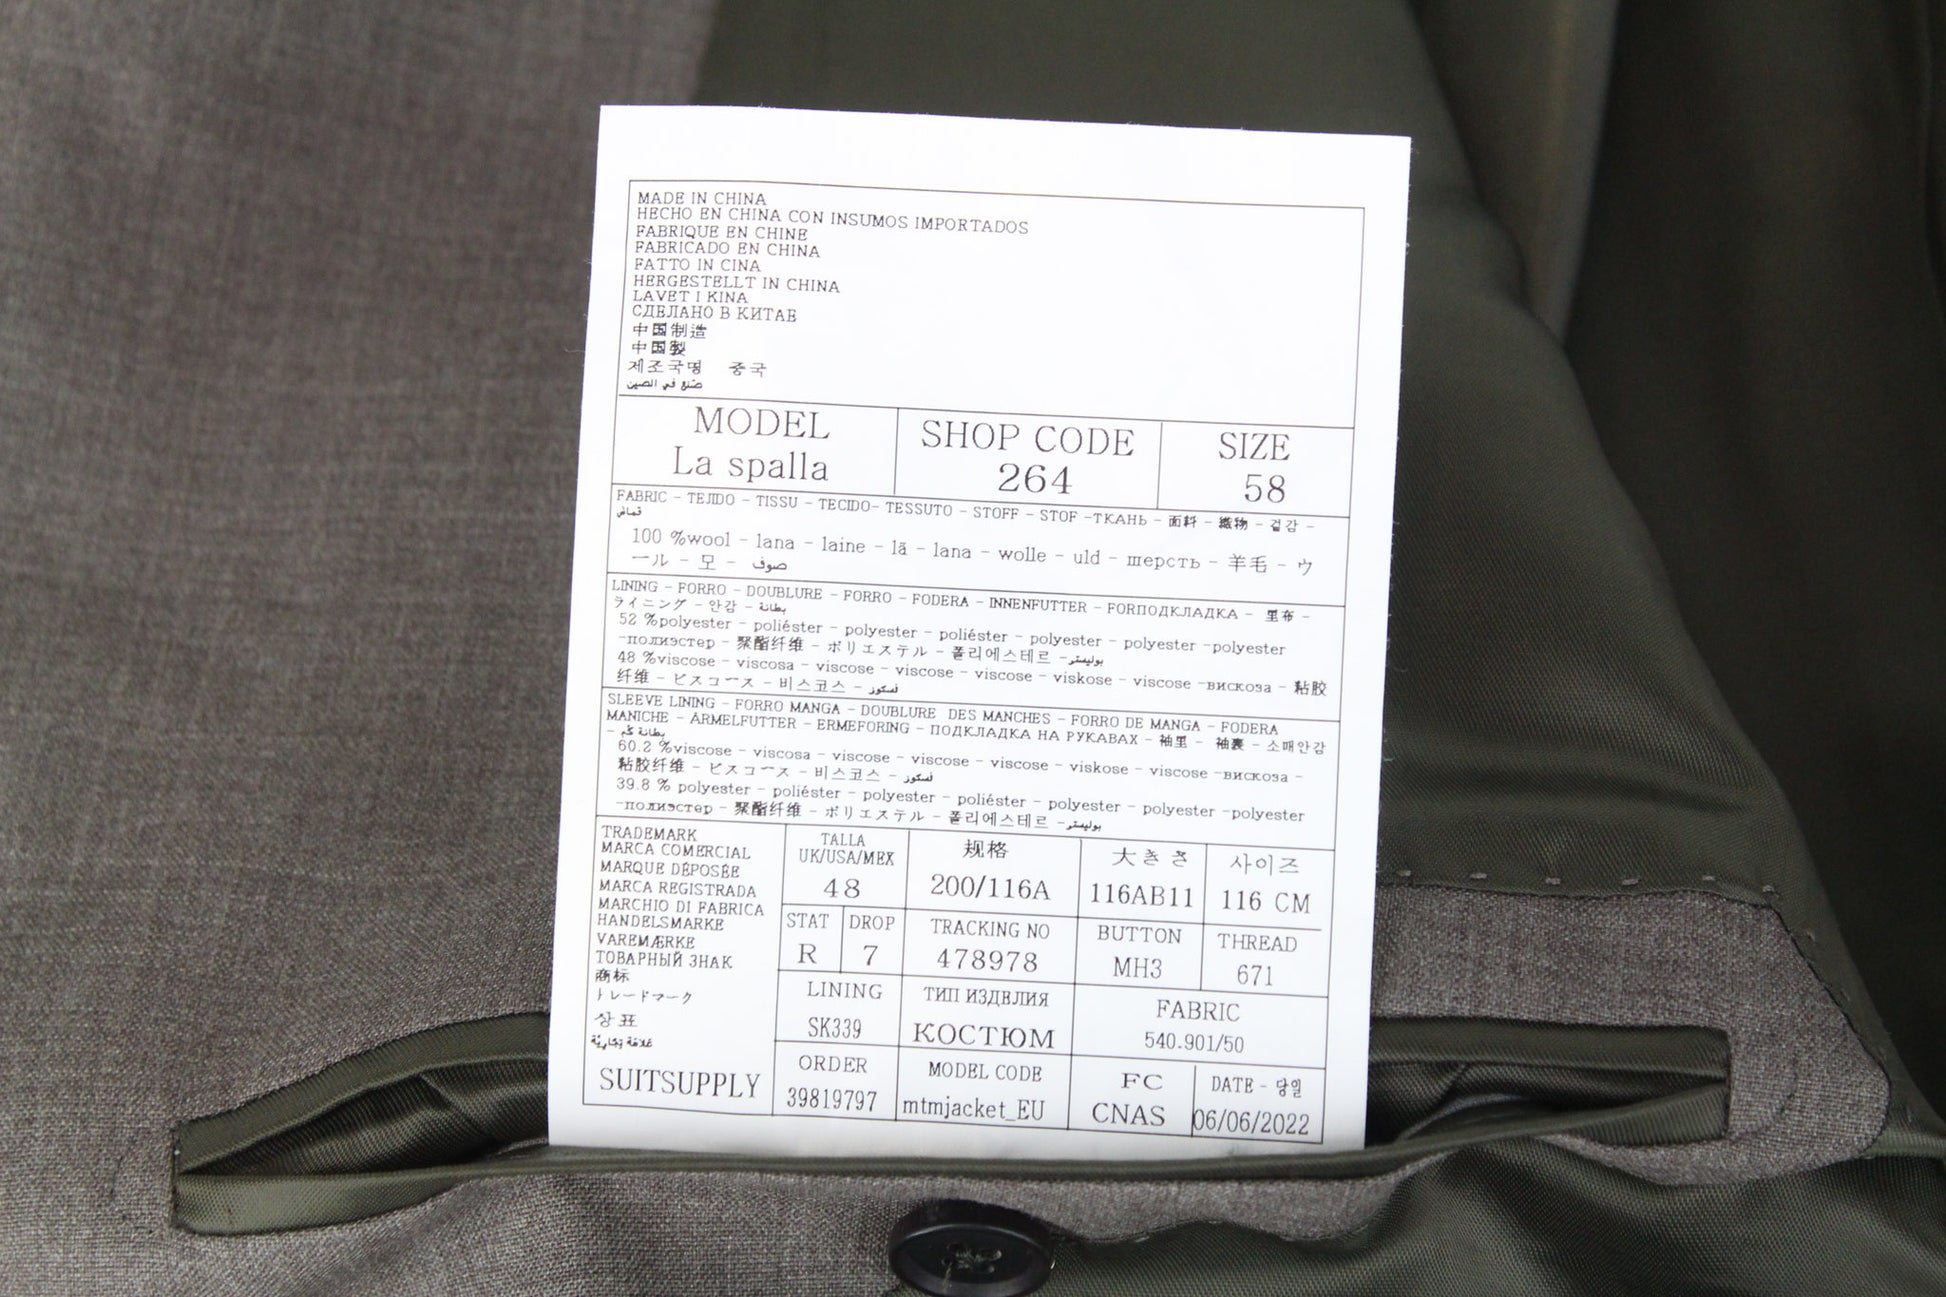 MADE IN CHINA
HECHO EN CHINA CON INSUMOS IMPORTADOS
FABRIQUE EN CHINE
FABRICADO EN CHINA
FATTO IN CINA
HERGESTELLT IN CHINA
LAVET I KINA
СДЕЛАНО В КИТАЕ
中国制造
中国製
제조국명 중국
صنع في الصين
MODEL
La spalla
SHOP CODE
264
SIZE
58
FABRIC - TEJIDO - TISSU - TECIDO- TESSUTO - STOFF - STOF -ТКАНЬ - 面料 - 織物 - 겉감 -
قماش
100 %wool - lana - laine - lã - lana - wolle - uld - шерсть - 羊毛 - ウ
ール - 모 - صوف
LINING - FORRO - DOUBLURE - FORRO - FODERA - INNENFUTTER - FORПОДКЛАДКА - 里布 -
ライニング - 안감 - بطانة
52 %polyester - poliéster - polyester - poliéster - polyester - polyester -polyester
-полиэстер - 聚酯纤维 - ポリエステル - 폴리에스테르 -بوليستر
48 %viscose - viscosa - viscose - viscose - viscose - viskose - viscose -вискоза - 粘胶
纤维 - ビスコース - 비스코스 - فسكوز
SLEEVE LINING - FORRO MANGA - DOUBLURE DES MANCHES - FORRO DE MANGA - FODERA
MANICHE - ÄRMELFUTTER - ERMEFORING - ПОДКЛАДКА НА РУКАВАХ - 袖里 - 袖裏 - 소매안감
- بطانة كم
60.2 %viscose - viscosa - viscose - viscose - viscose - viskose - viscose -вискоза -
粘胶纤维 - ビスコース - 비스코스 - فسكوز
39.8 % polyester - poliéster - polyester - poliéster - polyester - polyester -polyester
-полиэстер - 聚酯纤维 - ポリエステル - 폴리에스테르 -بوليستر
TRADEMARK
MARCA COMERCIAL
MARQUE DÉPOSÉE
MARCA REGISTRADA
MARCHIO DI FABRICA
HANDELSMARKE
VAREMÆRKE
ТОВАРНЫЙ ЗНАК
商标
トレードマーク
상표
علامة تجارية
SUITSUPPLY
TALLA
UK/USA/MEX
48
规格
200/116A
大きさ
116AB11
사이즈
116 CM
STAT
R
DROP
7
TRACKING NO
478978
BUTTON
MH3
THREAD
671
LINING
SK339
ТИП ИЗДЕЛИЯ
КОСТЮМ
FABRIC
540.901/50
ORDER
39819797
MODEL CODE
mtmjacket_EU
FC
CNAS
DATE - 당일
06/06/2022